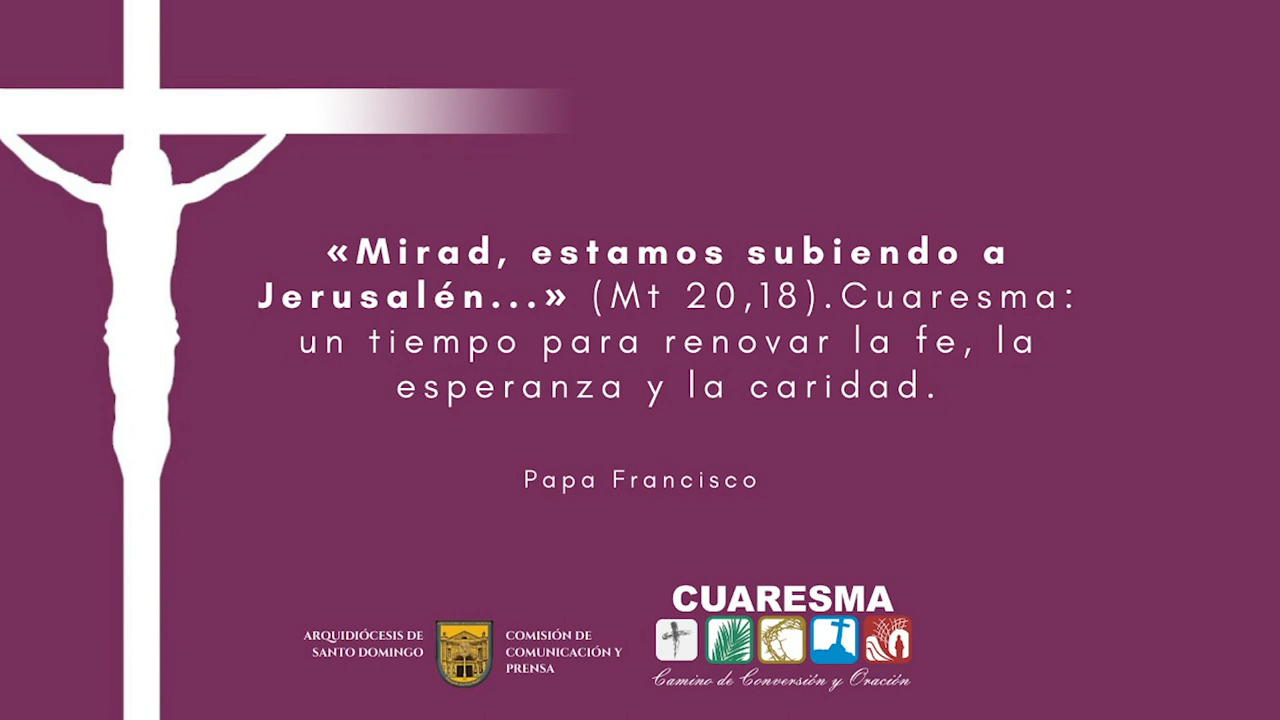 «Mirad, estamos subiendo a
Jerusalén...» (Mt 20,18).Cuaresma:
un tiempo para renovar la fe, la
esperanza y la caridad.
Papa Francisco
ARQUIDIÓCESIS DE
SANTO DOMINGO
COMISIÓN DE
COMUNICACIÓN Y
PRENSA
CUARESMA
Camino de Conversión y Oración